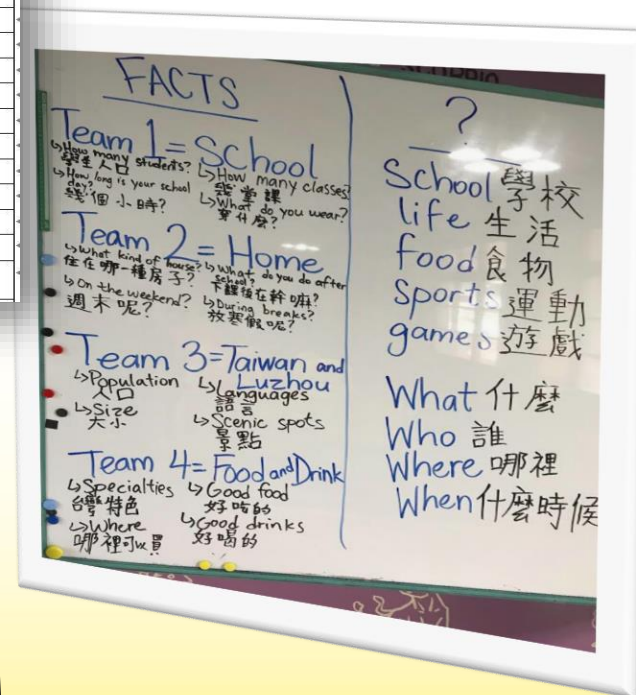 FACTS
Team 1 = SCHool
↳How many students?
學生人口
↳How long is your school day?
幾個小時?
↳How many classes?
幾堂課
↳What do you wear?
穿什麼?
Team 2 = Home
↳What kind of house?
住在哪一種房子?
↳On the weekend?
週末呢?
↳What do you do after school?
下課後在幹嘛?
↳During breaks?
放寒假呢?
Team 3=Taiwan and Luzhou
↳Population
人口
↳Size
大小
↳Languages
語言
↳Scenic spots
景點
Team 4=Food and Drink
↳Specialties
台灣特色
↳Where
哪裡可以買
↳Good food
好吃的
↳Good drinks
好喝的
?
School 學校
life 生活
food 食物
Sports 運動
games 遊戲
What 什麼
Who 誰
Where 哪裡
When 什麼時候